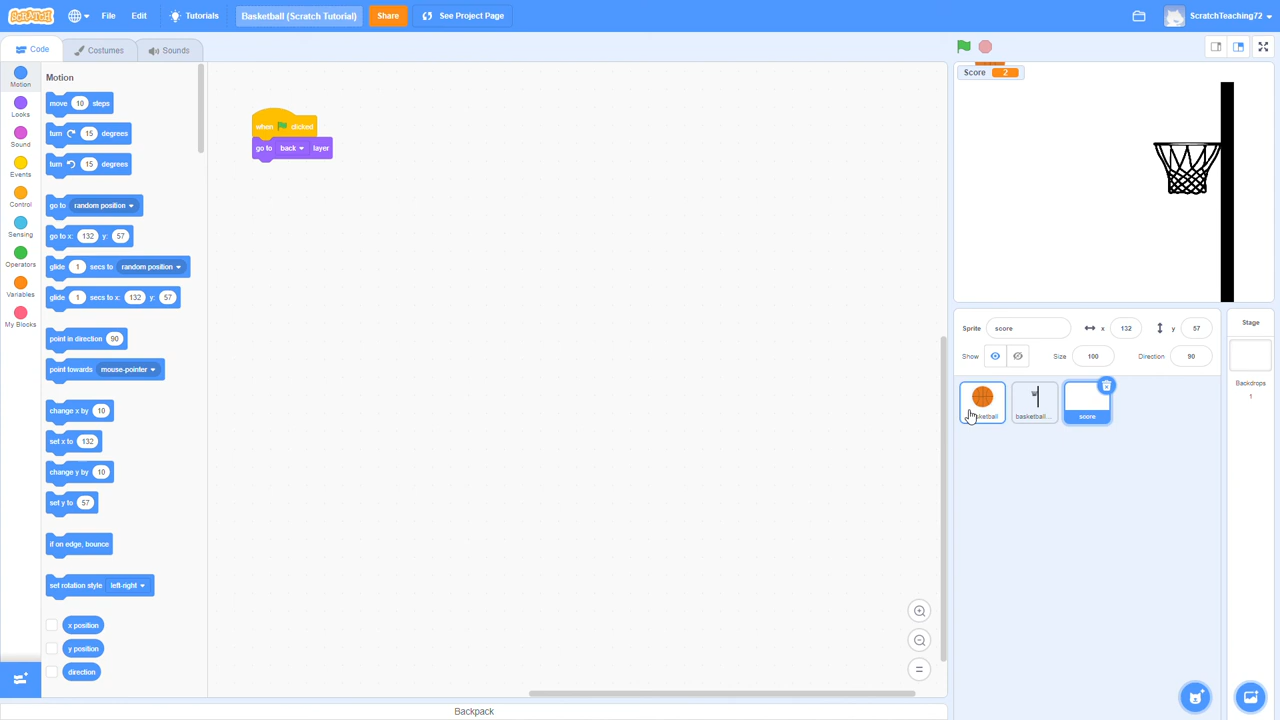 SCRATCH File Edit Tutorials Basketball (Scratch Tutorial) Share See Project Page ScratchTeaching72
Code Costumes Sounds
Motion
Looks
Sound
Events
Control
Sensing
Operators
Variables
My Blocks
Motion
move 10 steps
turn 15 degrees
turn 15 degrees
go to random position
go to x: 132 y: 57
glide 1 secs to random position
glide 1 secs to x: 132 y: 57
point in direction 90
point towards mouse-pointer
change x by 10
set x to 132
change y by 10
set y to 57
if on edge, bounce
set rotation style left-right
x position
y position
direction
when clicked
go to back layer
Score 2
Sprite score x 132 y 57
Show Size 100 Direction 90
basketball... score
Stage
Backdrops
1
Backpack